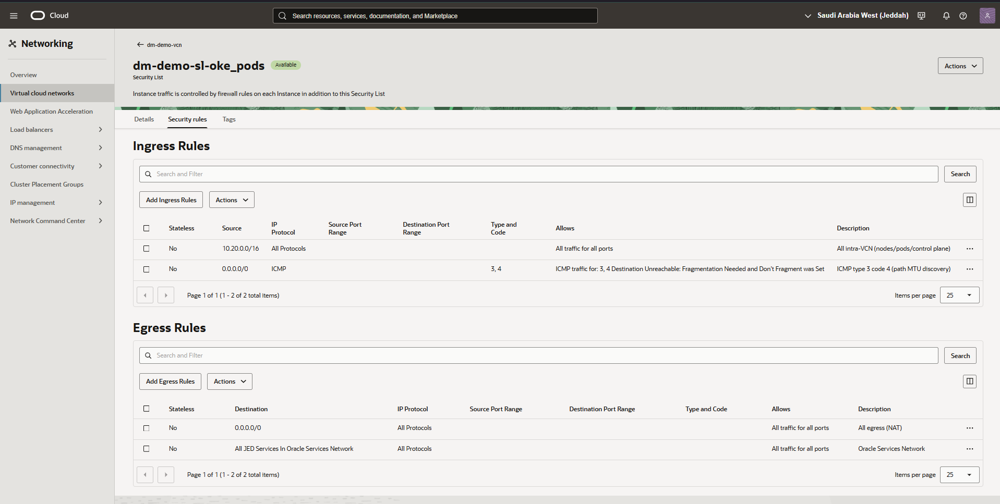 Cloud
Search resources, services, documentation, and Marketplace
Saudi Arabia West (Jeddah)
Networking
Overview
Virtual cloud networks
Web Application Acceleration
Load balancers
DNS management
Customer connectivity
Cluster Placement Groups
IP management
Network Command Center
dm-demo-vcn
dm-demo-sl-oke_pods Available
Security List
Actions
Instance traffic is controlled by firewall rules on each Instance in addition to this Security List
Details Security rules Tags
Ingress Rules
Search and Filter Search
Add Ingress Rules Actions
Stateless Source IP Protocol Source Port Range Destination Port Range Type and Code Allows Description
No 10.20.0.0/16 All Protocols All traffic for all ports All intra-VCN (nodes/pods/control plane)
No 0.0.0.0/0 ICMP 3, 4 ICMP traffic for: 3, 4 Destination Unreachable: Fragmentation Needed and Don't Fragment was Set ICMP type 3 code 4 (path MTU discovery)
Page 1 of 1 (1 - 2 of 2 total items) Items per page 25
Egress Rules
Search and Filter Search
Add Egress Rules Actions
Stateless Destination IP Protocol Source Port Range Destination Port Range Type and Code Allows Description
No 0.0.0.0/0 All Protocols All traffic for all ports All egress (NAT)
No All JED Services In Oracle Services Network All Protocols All traffic for all ports Oracle Services Network
Page 1 of 1 (1 - 2 of 2 total items) Items per page 25